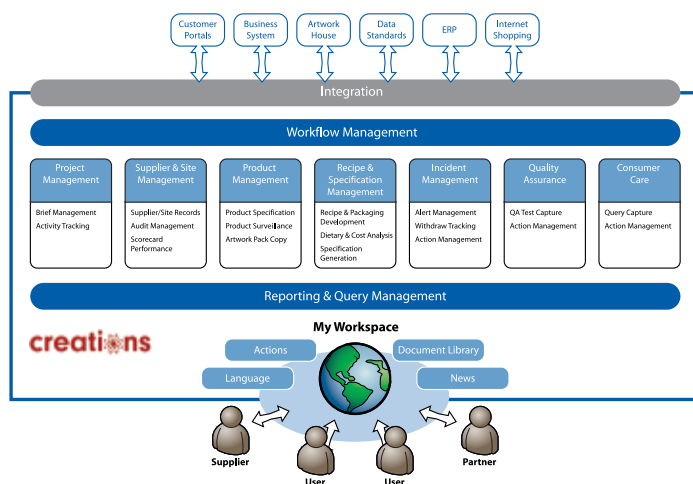 Customer
Portals
Business
System
Artwork
House
Data
Standards
ERP
Internet
Shopping
Integration
Workflow Management
Project
Management
Brief Management
Activity Tracking
Supplier & Site
Management
Supplier/Site Records
Audit Management
Scorecard
Performance
Product
Management
Product Specification
Product Surveillance
Artwork Pack Copy
Recipe &
Specification
Management
Recipe & Packaging
Development
Dietary & Cost Analysis
Specification
Generation
Incident
Management
Alert Management
Withdraw Tracking
Action Management
Quality
Assurance
QA Test Capture
Action Management
Consumer
Care
Query Capture
Action Management
Reporting & Query Management
creations
My Workspace
Actions
Document Library
Language
News
Supplier
User
User
Partner